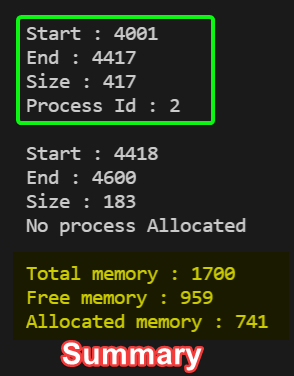 Start : 4001
End : 4417
Size : 417
Process Id : 2
Start : 4418
End : 4600
Size : 183
No process Allocated
Total memory : 1700
Free memory : 959
Allocated memory : 741
Summary